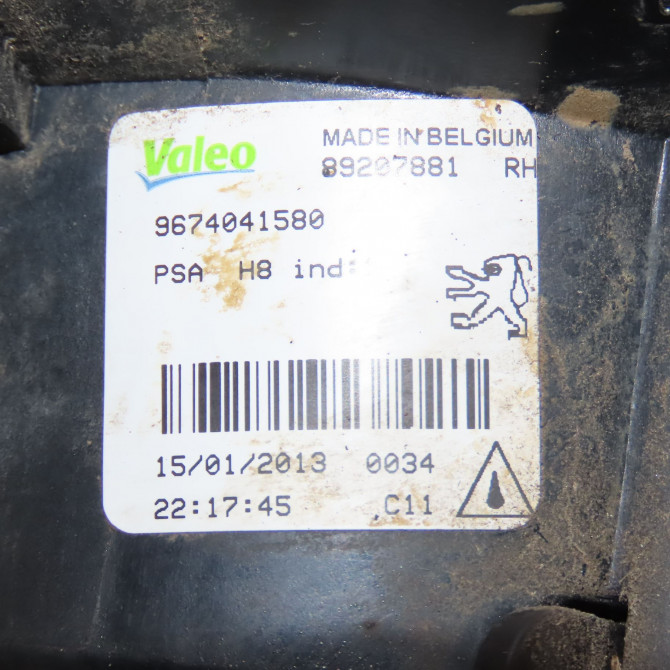 Valeo
MADE IN BELGIUM
89207881 RH
9674041580
PSA H8 ind:
15/01/2013 0034
22:17:45 C11